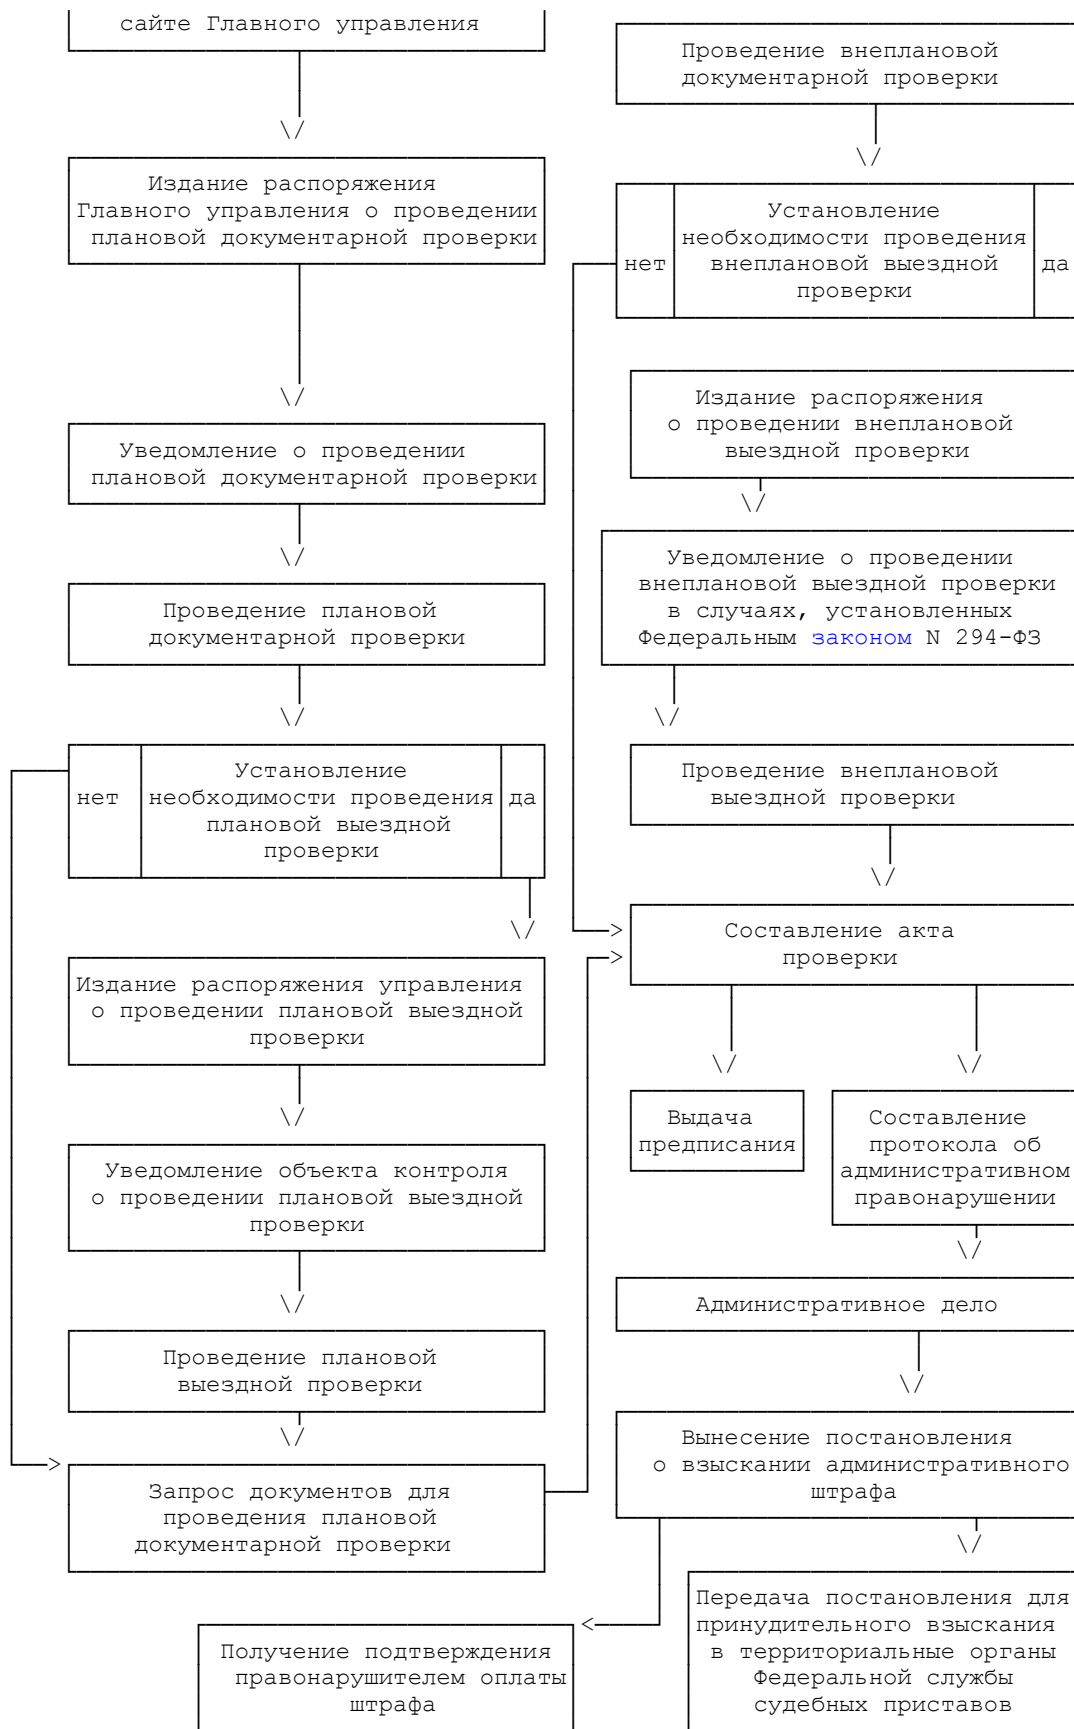 сайте Главного управления
Издание распоряжения
Главного управления о проведении
плановой документарной проверки
Уведомление о проведении
плановой документарной проверки
Проведение плановой
документарной проверки
нет
Установление
необходимости проведения
плановой выездной
проверки
да
Издание распоряжения управления
о проведении плановой выездной
проверки
Уведомление объекта контроля
о проведении плановой выездной
проверки
Проведение плановой
выездной проверки
Запрос документов для
проведения плановой
документарной проверки
Проведение внеплановой
документарной проверки
нет
Установление
необходимости проведения
внеплановой выездной
проверки
да
Издание распоряжения
о проведении внеплановой
выездной проверки
Уведомление о проведении
внеплановой выездной проверки
в случаях, установленных
Федеральным законом N 294-ФЗ
Проведение внеплановой
выездной проверки
Составление акта
проверки
Выдача
предписания
Составление
протокола об
административном
правонарушении
Административное дело
Вынесение постановления
о взыскании административного
штрафа
Получение подтверждения
правонарушителем оплаты
штрафа
Передача постановления для
принудительного взыскания
в территориальные органы
Федеральной службы
судебных приставов